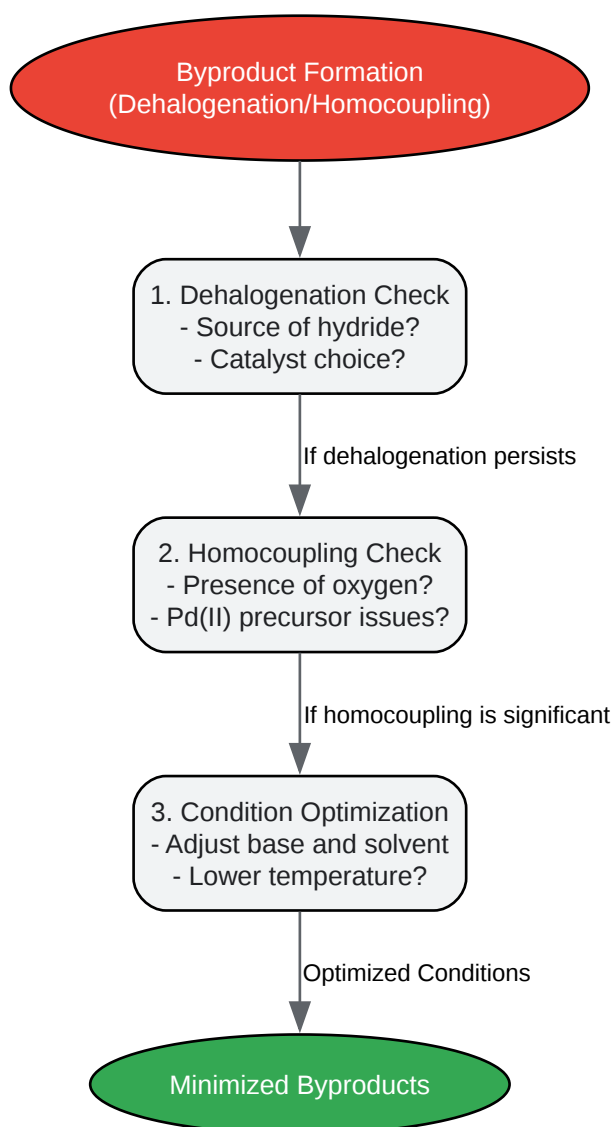 Byproduct Formation
(Dehalogenation/Homocoupling)
1. Dehalogenation Check
- Source of hydride?
- Catalyst choice?
If dehalogenation persists
2. Homocoupling Check
- Presence of oxygen?
- Pd(II) precursor issues?
If homocoupling is significant
3. Condition Optimization
- Adjust base and solvent
- Lower temperature?
Optimized Conditions
Minimized Byproducts